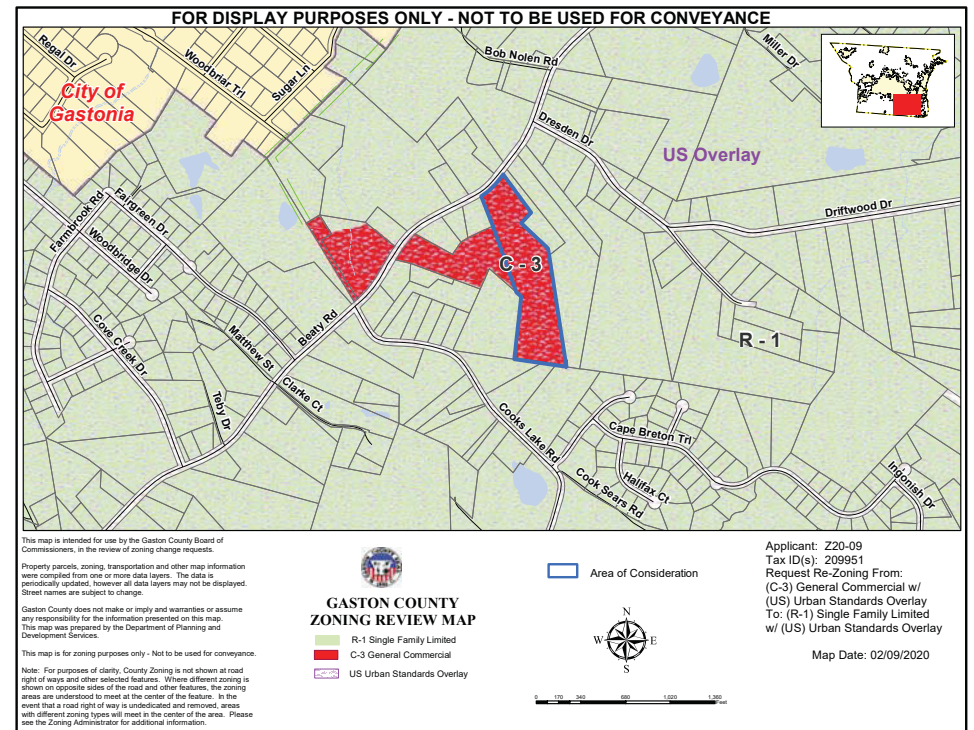 FOR DISPLAY PURPOSES ONLY - NOT TO BE USED FOR CONVEYANCE
Regal Dr
Woodbriar Trl
Sugar Ln
City of
Gastonia
Bob Nolen Rd
Miller Dr
Dresden Dr
US Overlay
Driftwood Dr
Farmbrook Rd
Fairgreen Dr
Woodbridge Dr
C - 3
R - 1
Cove Creek Dr
Matthew St
Beaty Rd
Clarke Ct
Teby Dr
Cooks Lake Rd
Cape Breton Trl
Halifax Ct
Cook Sears Rd
Ingonish Dr
This map is intended for use by the Gaston County Board of
Commissioners, in the review of zoning change requests.
Property parcels, zoning, transportation and other map information
were compiled from one or more data layers. The data is
periodically updated, however all data layers may not be displayed.
Street names are subject to change.
Gaston County does not make or imply and warranties or assume
any responsibility for the information presented on this map.
This map was prepared by the Department of Planning and
Development Services.
This map is for zoning purposes only - Not to be used for conveyance.
Note: For purposes of clarity, County Zoning is not shown at road
right of ways and other selected features. Where different zoning is
shown on opposite sides of the road and other features, the zoning
areas are understood to meet at the center of the feature. In the
event that a road right of way is undedicated and removed, areas
with different zoning types will meet in the center of the area. Please
see the Zoning Administrator for additional information.
GASTON COUNTY
ZONING REVIEW MAP
R-1 Single Family Limited
C-3 General Commercial
US Urban Standards Overlay
Area of Consideration
N
W
E
S
0 170 340 680 1,020 1,360
Feet
Applicant: Z20-09
Tax ID(s): 209951
Request Re-Zoning From:
(C-3) General Commercial w/
(US) Urban Standards Overlay
To: (R-1) Single Family Limited
w/ (US) Urban Standards Overlay
Map Date: 02/09/2020